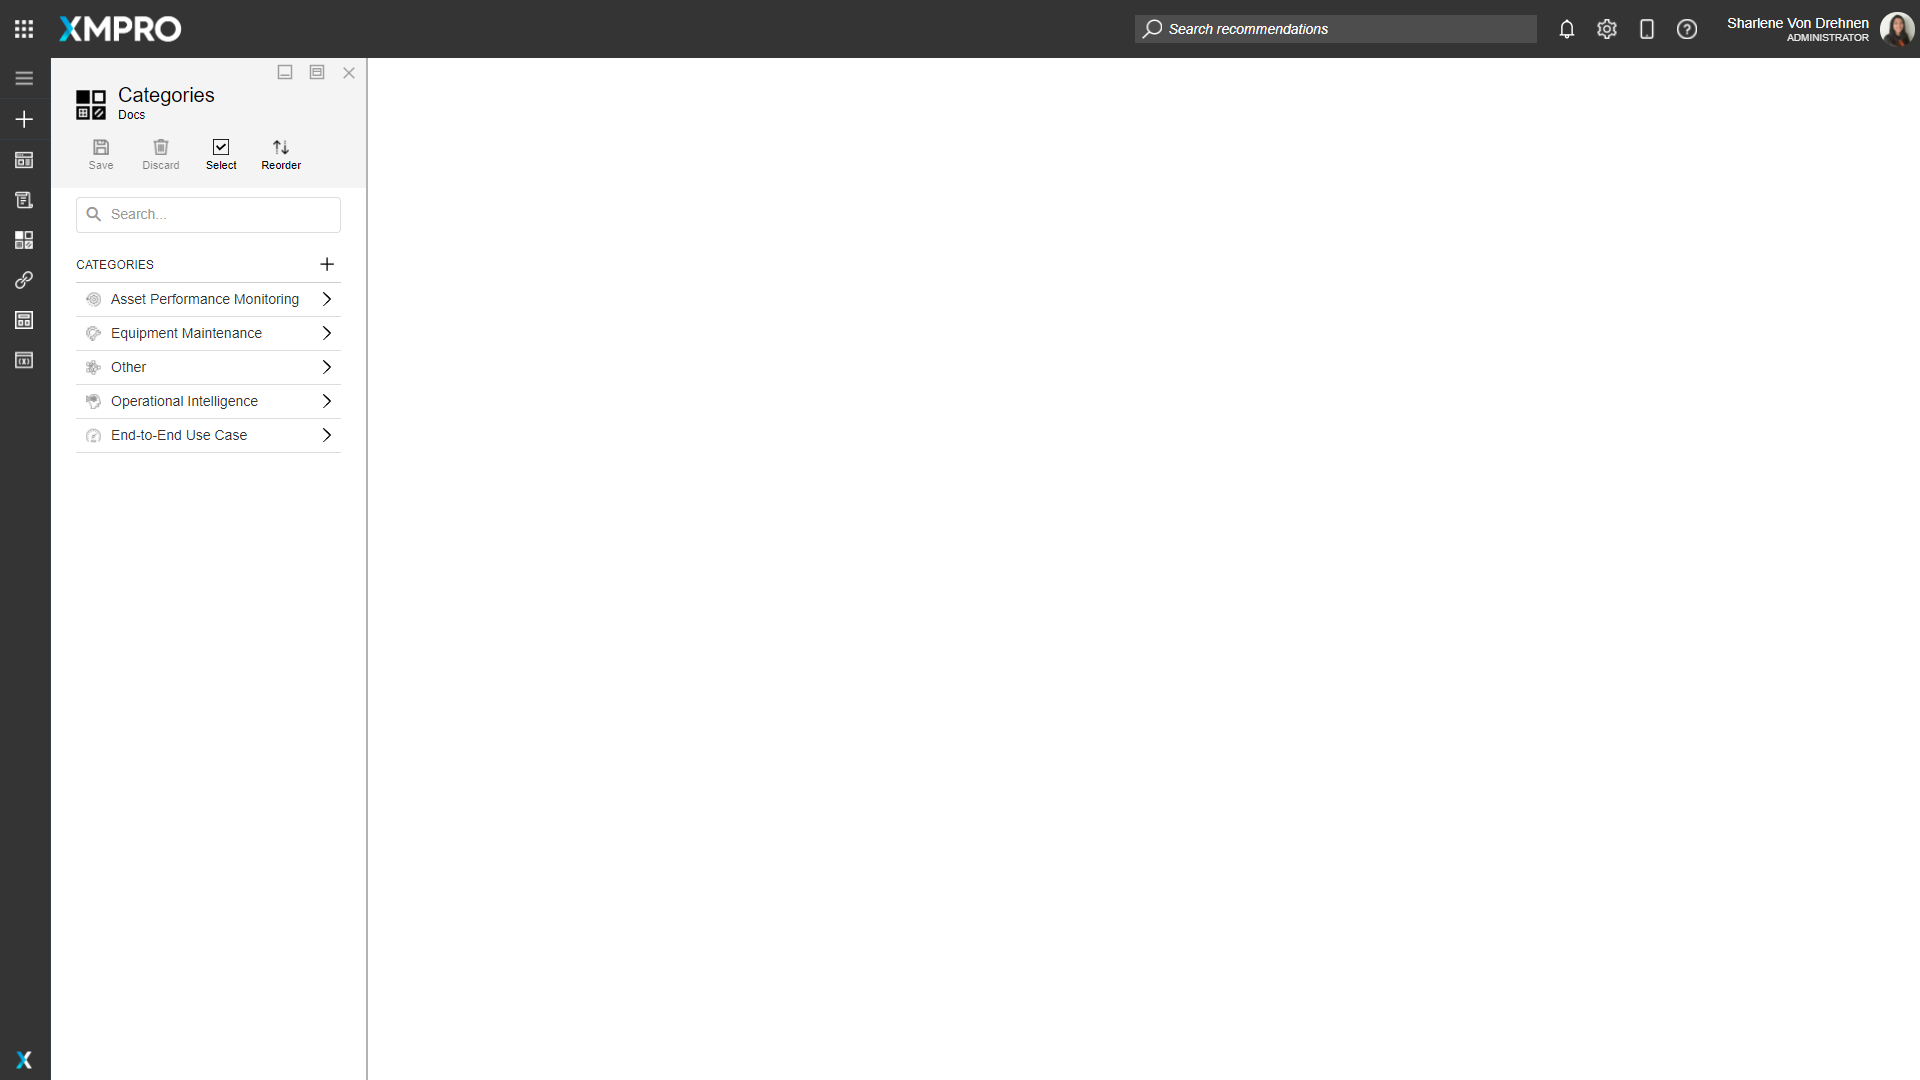 XMPRO
Search recommendations
Sharlene Von Drehnen
ADMINISTRATOR
Categories
Docs
Save
Discard
Select
Reorder
Search...
CATEGORIES
Asset Performance Monitoring
Equipment Maintenance
Other
Operational Intelligence
End-to-End Use Case